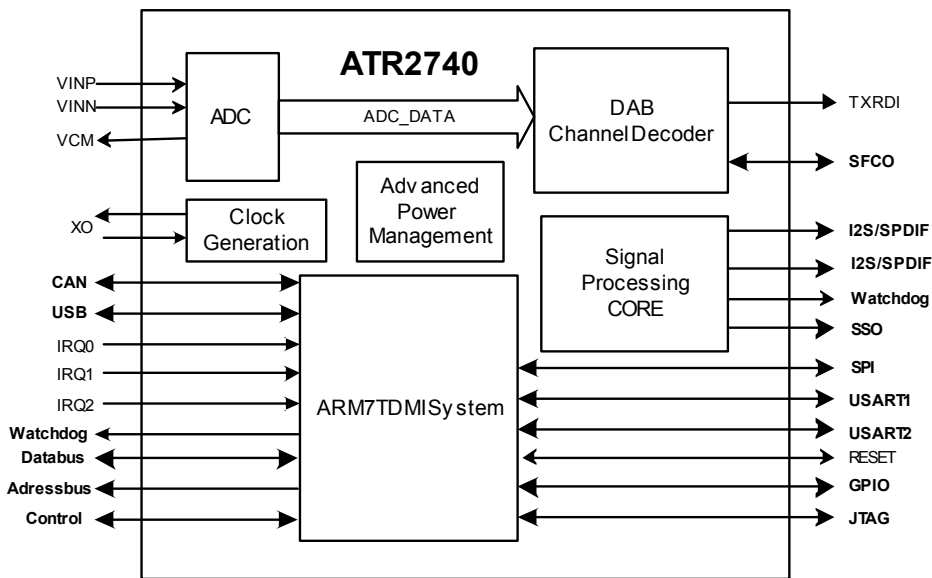 ATR2740
VINP
VINN
VCM
ADC
ADC_DATA
DAB
Channel Decoder
TXRDI
SFCO
XO
Clock
Generation
Advanced
Power
Management
Signal
Processing
CORE
I2S/SPDIF
I2S/SPDIF
Watchdog
SSO
CAN
USB
IRQ0
IRQ1
IRQ2
Watchdog
Databus
Adressbus
Control
ARM7TDMISystem
SPI
USART1
USART2
RESET
GPIO
JTAG